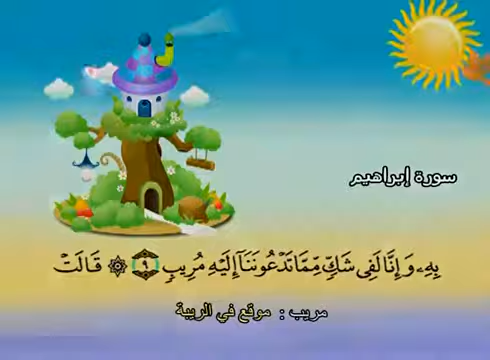 سورة إبراهيم
بِهِۦ وَإِنَّا لَفِى شَكٍّ مِّمَّا تَدْعُونَنَآ إِلَيْهِ مُرِيبٍ ٩ ۞ قَالَتْ
مريب : موقع في الريبة